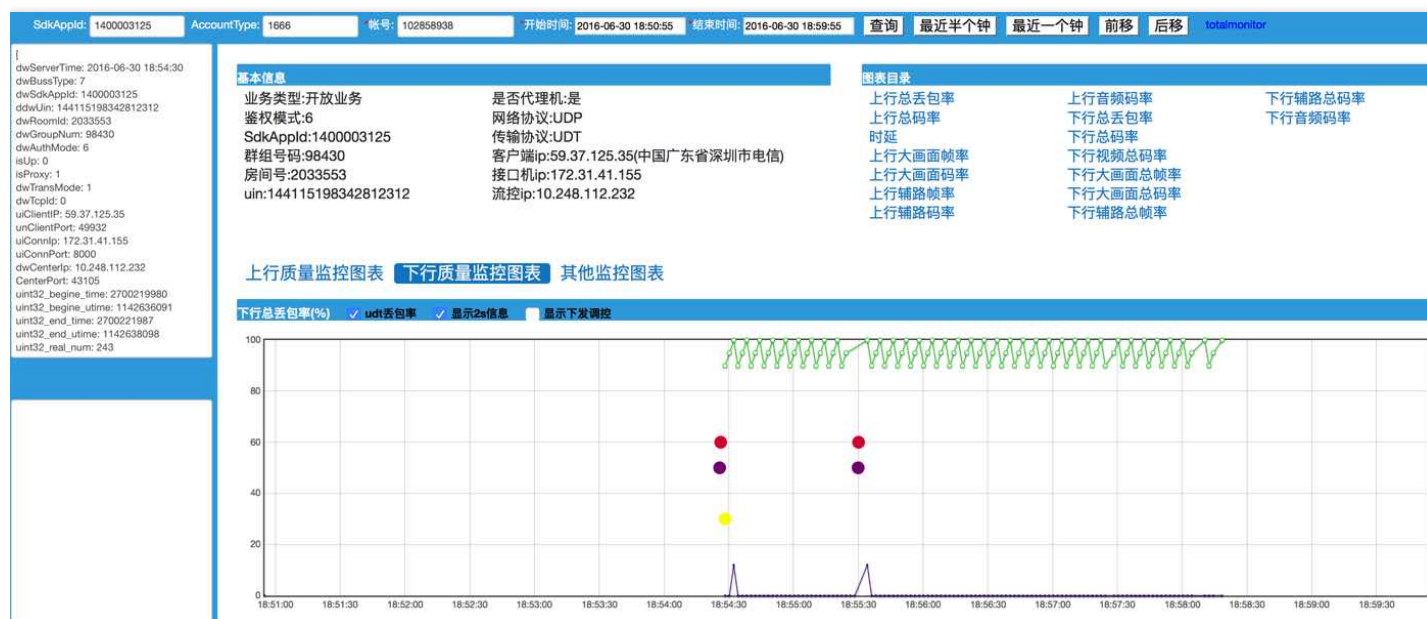 SdkAppId: 1400003125 AccountType: 1666 *帐号: 102858938 *开始时间: 2016-06-30 18:50:55 *结束时间: 2016-06-30 18:59:55 查询 最近半个钟 最近一个钟 前移 后移 totalmonitor
[
dwServerTime: 2016-06-30 18:54:30
dwBussType: 7
dwSdkAppId: 1400003125
ddwUin: 144115198342812312
dwRoomId: 2033553
dwGroupNum: 98430
dwAuthMode: 6
isUp: 0
isProxy: 1
dwTransMode: 1
dwTcpId: 0
uiClientIP: 59.37.125.35
unClientPort: 49932
uiConnIp: 172.31.41.155
uiConnPort: 8000
dwCenterIp: 10.248.112.232
CenterPort: 43105
uint32_begine_time: 2700219980
uint32_begine_utime: 1142636091
uint32_end_time: 2700221987
uint32_end_utime: 1142638098
uint32_real_num: 243
基本信息
业务类型:开放业务 是否代理机:是
鉴权模式:6 网络协议:UDP
SdkAppId:1400003125 传输协议:UDT
群组号码:98430 客户端ip:59.37.125.35(中国广东省深圳市电信)
房间号:2033553 接口机ip:172.31.41.155
uin:144115198342812312 流控ip:10.248.112.232
图表目录
上行总丢包率 上行音频码率 下行辅路总码率
上行总码率 下行总丢包率 下行音频码率
时延 下行总码率
上行大画面帧率 下行视频总码率
上行大画面码率 下行大画面总帧率
上行辅路帧率 下行大画面总码率
上行辅路码率 下行辅路总帧率
上行质量监控图表 下行质量监控图表 其他监控图表
下行总丢包率(%) udt丢包率 显示2s信息 显示下发调控
100
80
60
40
20
0
18:51:00 18:51:30 18:52:00 18:52:30 18:53:00 18:53:30 18:54:00 18:54:30 18:55:00 18:55:30 18:56:00 18:56:30 18:57:00 18:57:30 18:58:00 18:58:30 18:59:00 18:59:30